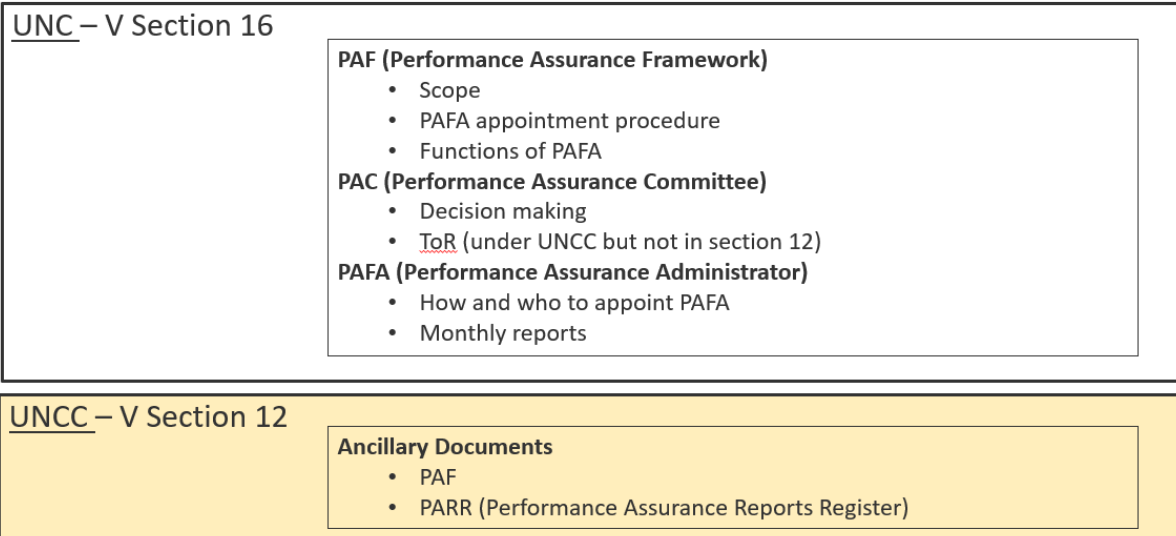 UNC – V Section 16
PAF (Performance Assurance Framework)
• Scope
• PAFA appointment procedure
• Functions of PAFA
PAC (Performance Assurance Committee)
• Decision making
• ToR (under UNCC but not in section 12)
PAFA (Performance Assurance Administrator)
• How and who to appoint PAFA
• Monthly reports
UNCC – V Section 12
Ancillary Documents
• PAF
• PARR (Performance Assurance Reports Register)